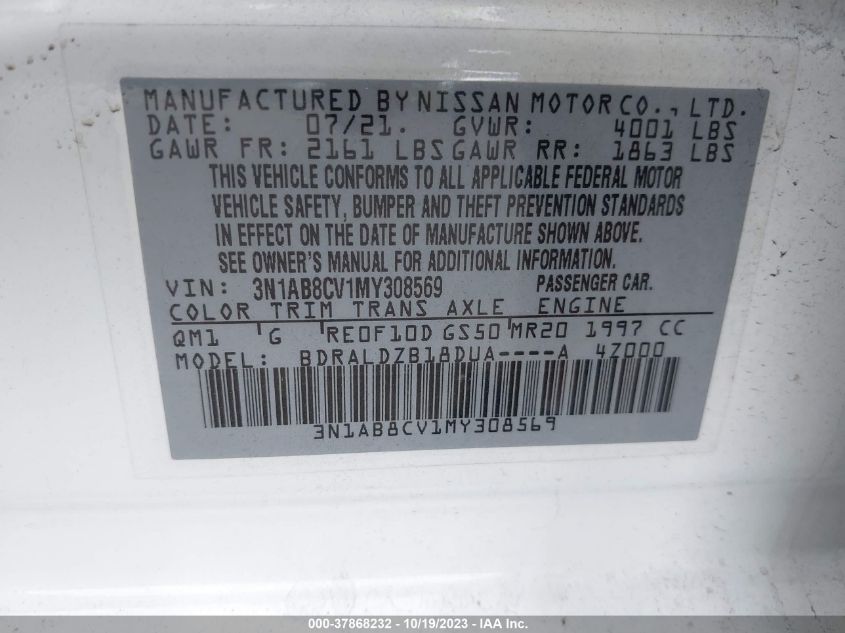 MANUFACTURED BY NISSAN MOTOR CO., LTD.
DATE: 07/21. GVWR: 4001 LBS
GAWR FR: 2161 LBS GAWR RR: 1863 LBS
THIS VEHICLE CONFORMS TO ALL APPLICABLE FEDERAL MOTOR
VEHICLE SAFETY, BUMPER AND THEFT PREVENTION STANDARDS
IN EFFECT ON THE DATE OF MANUFACTURE SHOWN ABOVE.
SEE OWNER'S MANUAL FOR ADDITIONAL INFORMATION.
VIN: 3N1AB8CV1MY308569 PASSENGER CAR.
COLOR TRIM TRANS AXLE ENGINE
QM1 'G 'RE0F10D GS50'MR20 1997 CC
MODEL: BDRALDZB18DUA----A 4Z000
3N1AB8CV1MY308569
000-37868232 - 10/19/2023 - IAA Inc.